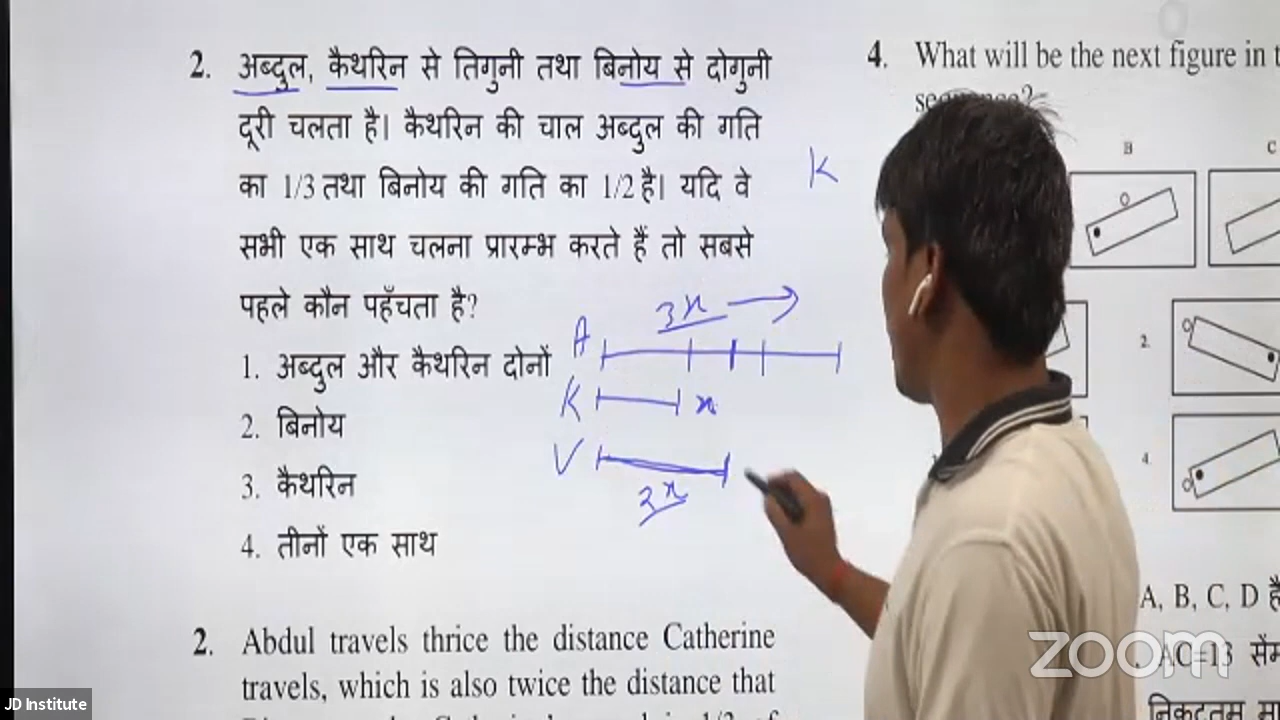 2. अब्दुल, कैथरिन से तिगुनी तथा बिनोय से दोगुनी
दूरी चलता है। कैथरिन की चाल अब्दुल की गति
का 1/3 तथा बिनोय की गति का 1/2 है। यदि वे
सभी एक साथ चलना प्रारम्भ करते हैं तो सबसे
पहले कौन पहुँचता है?
1. अब्दुल और कैथरिन दोनों
2. बिनोय
3. कैथरिन
4. तीनों एक साथ
K
3x
A
K x
V
2x
2. Abdul travels thrice the distance Catherine
travels, which is also twice the distance that
4. What will be the next figure in
B C
2.
4.
A, B, C, D है
AC=13 सेंम
zoom
JD Institute